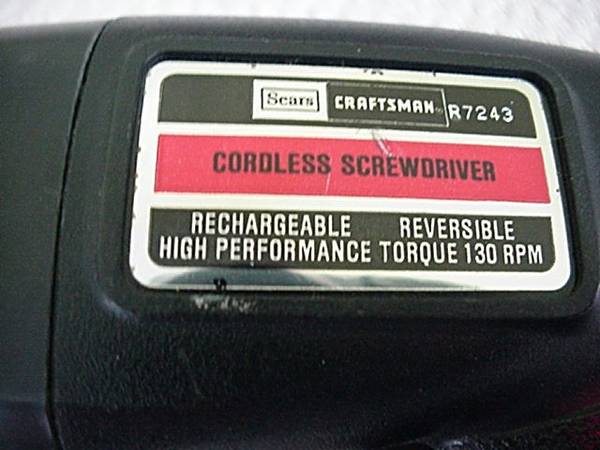 Sears CRAFTSMAN R7243
CORDLESS SCREWDRIVER
RECHARGEABLE REVERSIBLE
HIGH PERFORMANCE TORQUE 130 RPM